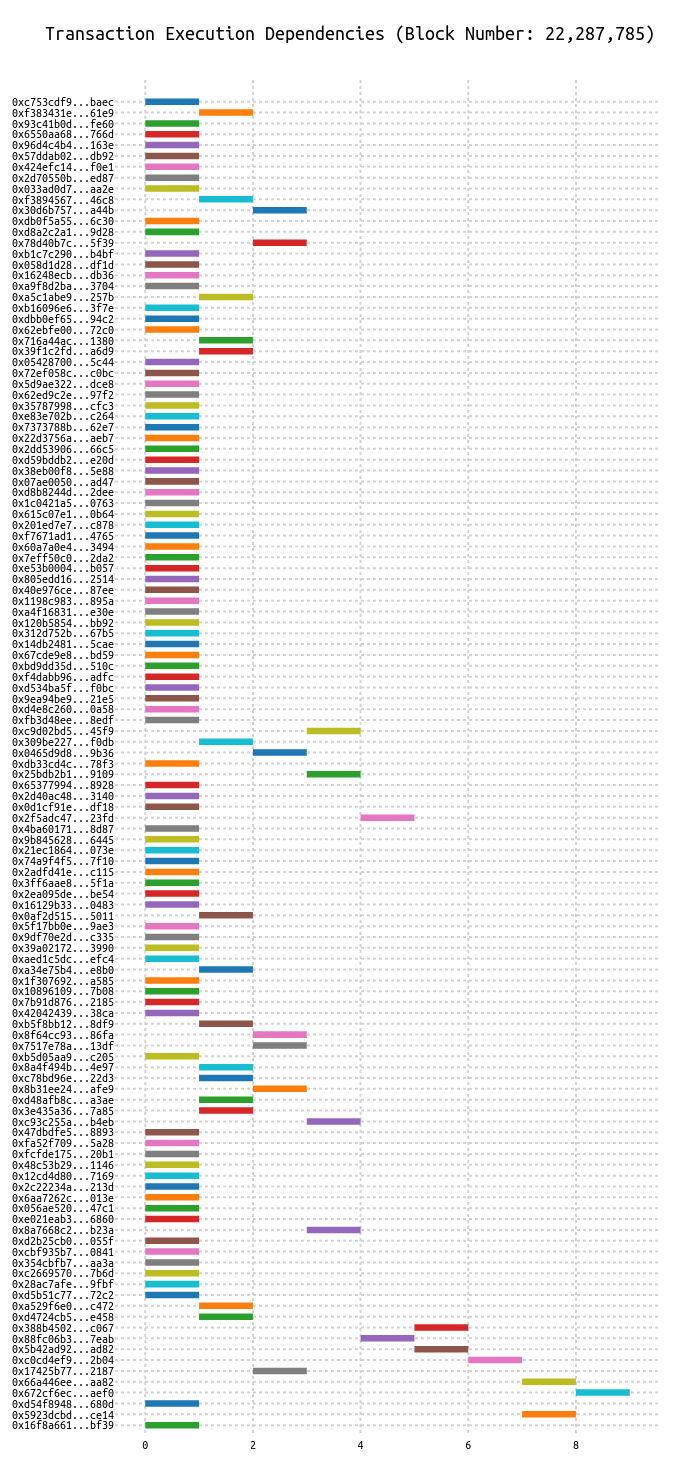 Transaction Execution Dependencies (Block Number: 22,287,785)
0xc753cdf9...baec
0xf383431e...61e9
0x93c41b0d...fe60
0x6550aa68...766d
0x96d4c4b4...163e
0x57ddab02...db92
0x424efc14...f0e1
0x2d70550b...ed87
0x033ad0d7...aa2e
0xf3894567...46c8
0x30d6b757...a44b
0xdb0f5a55...6c30
0xd8a2c2a1...9d28
0x78d40b7c...5f39
0xb1c7c290...b4bf
0x058d1d28...df1d
0x16248ecb...db36
0xa9f8d2ba...3704
0xa5c1abe9...257b
0xb16096e6...3f7e
0xdbb0ef65...94c2
0x62ebfe00...72c0
0x716a44ac...1380
0x39f1c2fd...a6d9
0x05428700...5c44
0x72ef058c...c0bc
0x5d9ae322...dce8
0x62ed9c2e...97f2
0x35787998...cfc3
0xe83e702b...c264
0x7373788b...62e7
0x22d3756a...aeb7
0x2dd53906...66c5
0xd59bddb2...e20d
0x38eb00f8...5e88
0x07ae0050...ad47
0xd8b8244d...2dee
0x1c0421a5...0763
0x615c07e1...0b64
0x201ed7e7...c878
0xf7671ad1...4765
0x60a7a0e4...3494
0x7eff50c0...2da2
0xe53b0004...b057
0x805edd16...2514
0x40e976ce...87ee
0x1198c983...895a
0xa4f16831...e30e
0x120b5854...bb92
0x312d752b...67b5
0x14db2481...5cae
0x67cde9e8...bd59
0xbd9dd35d...510c
0xf4dabb96...adfc
0xd534ba5f...f0bc
0x9ea94be9...21e5
0xd4e8c260...0a58
0xfb3d48ee...8edf
0xc9d02bd5...45f9
0x309be227...f0db
0x0465d9d8...9b36
0xdb33cd4c...78f3
0x25bdb2b1...9109
0x65377994...8928
0x2d40ac48...3140
0x0d1cf91e...df18
0x2f5adc47...23fd
0x4ba60171...8d87
0x9b845628...6445
0x21ec1864...073e
0x74a9f4f5...7f10
0x2adfd41e...c115
0x3ff6aae8...5f1a
0x2ea095de...be54
0x16129b33...0483
0x0af2d515...5011
0x5f17bb0e...9ae3
0x9df70e2d...c335
0x39a02172...3990
0xaed1c5dc...efc4
0xa34e75b4...e8b0
0x1f307692...a585
0x10896109...7b08
0x7b91d876...2185
0x42042439...38ca
0xb5f8bb12...8df9
0x8f64cc93...86fa
0x7517e78a...13df
0xb5d05aa9...c205
0x8a4f494b...4e97
0xc78bd96e...22d3
0x8b31ee24...afe9
0xd48afb8c...a3ae
0x3e435a36...7a85
0xc93c255a...b4eb
0x47dbdfe5...8893
0xfa52f709...5a28
0xfcfde175...20b1
0x48c53b29...1146
0x12cd4d80...7169
0x2c22234a...213d
0x6aa7262c...013e
0x056ae520...47c1
0xe021eab3...6860
0x8a7668c2...b23a
0xd2b25cb0...055f
0xcbf935b7...0841
0x354cbfb7...aa3a
0xc2669570...7b6d
0x28ac7afe...9fbf
0xd5b51c77...72c2
0xa529f6e0...c472
0xd4724cb5...e458
0x388b4502...c067
0x88fc06b3...7eab
0x5b42ad92...ad82
0xc0cd4ef9...2b04
0x17425b77...2187
0x66a446ee...aa82
0x672cf6ec...aef0
0xd54f8948...680d
0x5923dcbd...ce14
0x16f8a661...bf39
0 2 4 6 8